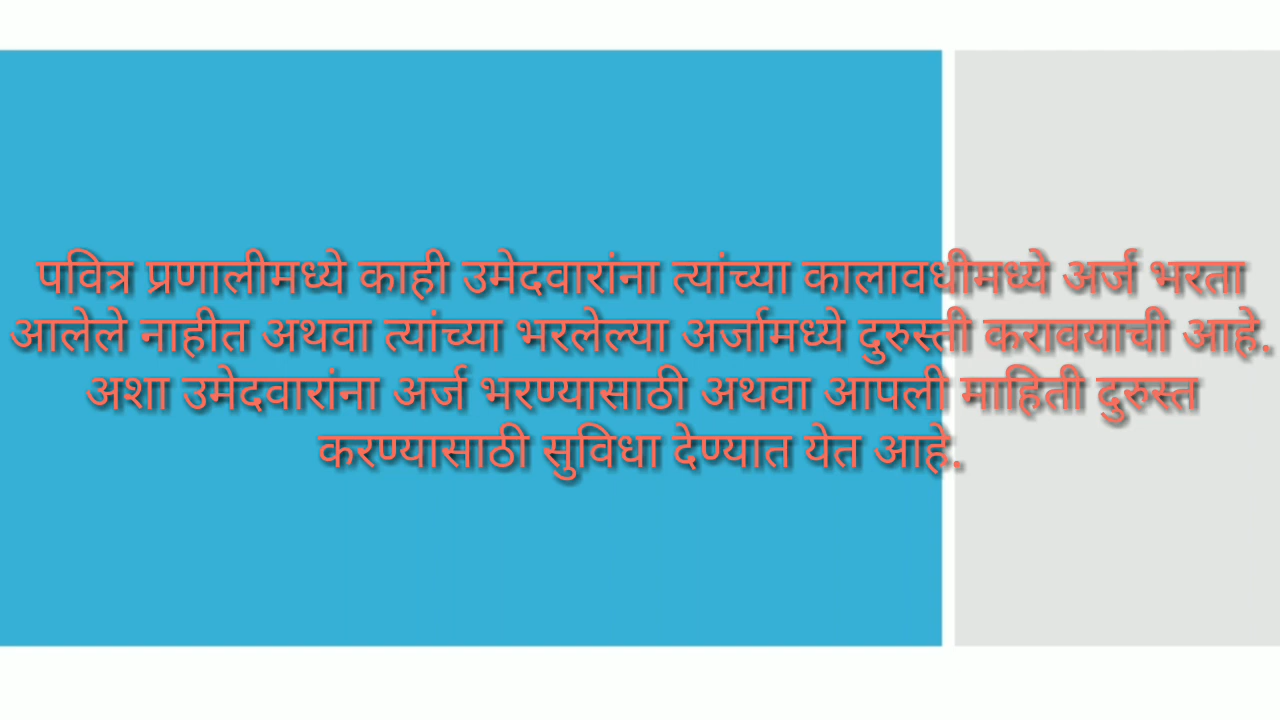 पवित्र प्रणालीमध्ये काही उमेदवारांना त्यांच्या कालावधीमध्ये अर्ज भरता
आलेले नाहीत अथवा त्यांच्या भरलेल्या अर्जामध्ये दुरुस्ती करावयाची आहे.
अशा उमेदवारांना अर्ज भरण्यासाठी अथवा आपली माहिती दुरुस्त
करण्यासाठी सुविधा देण्यात येत आहे.